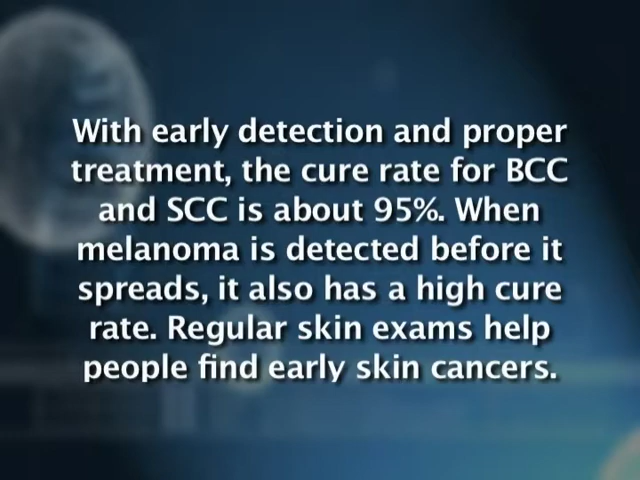 With early detection and proper
treatment, the cure rate for BCC
and SCC is about 95%. When
melanoma is detected before it
spreads, it also has a high cure
rate. Regular skin exams help
people find early skin cancers.